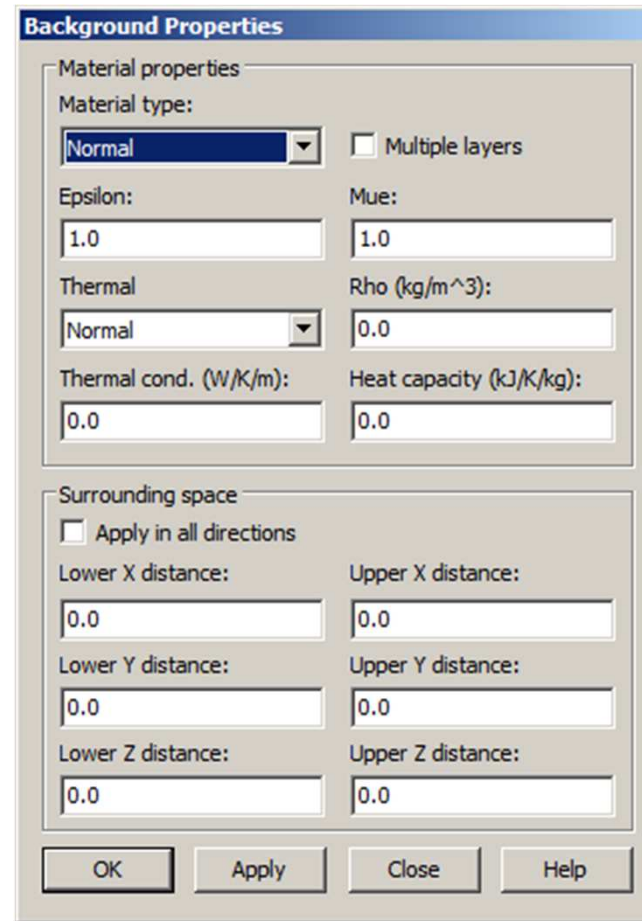 Background Properties
Material properties
Material type:
Normal Multiple layers
Epsilon: Mue:
1.0 1.0
Thermal Rho (kg/m^3):
Normal 0.0
Thermal cond. (W/K/m): Heat capacity (kJ/K/kg):
0.0 0.0
Surrounding space
Apply in all directions
Lower X distance: Upper X distance:
0.0 0.0
Lower Y distance: Upper Y distance:
0.0 0.0
Lower Z distance: Upper Z distance:
0.0 0.0
OK Apply Close Help